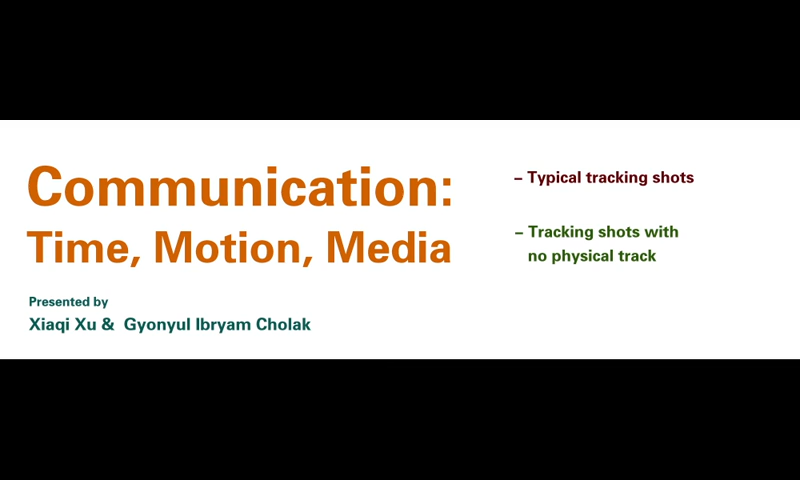 Communication:
Time, Motion, Media
Presented by
Xiaqi Xu & Gyonyul Ibryam Cholak
– Typical tracking shots
– Tracking shots with
no physical track